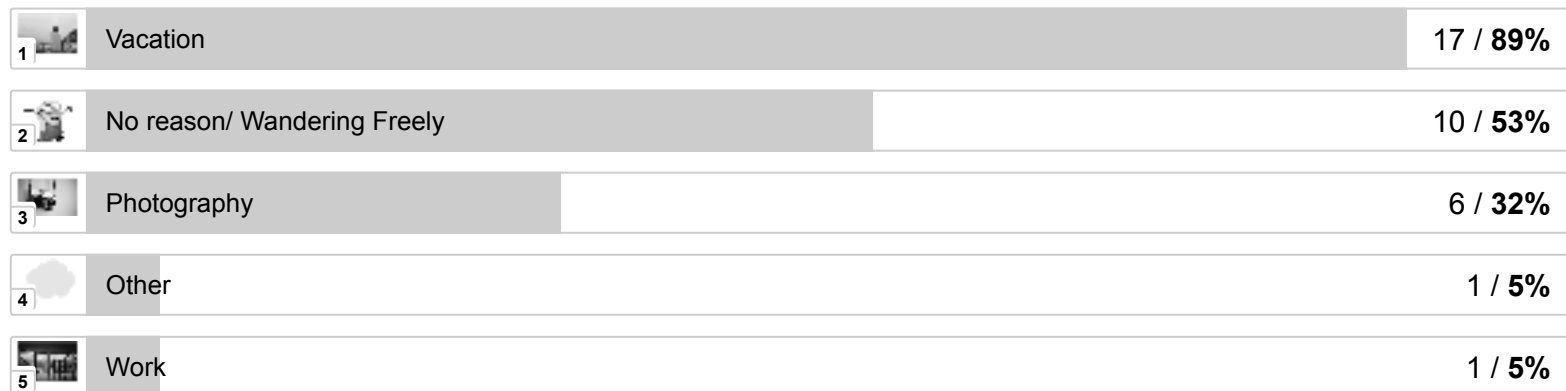 1 Vacation 17 / 89%
2 No reason/ Wandering Freely 10 / 53%
3 Photography 6 / 32%
4 Other 1 / 5%
5 Work 1 / 5%